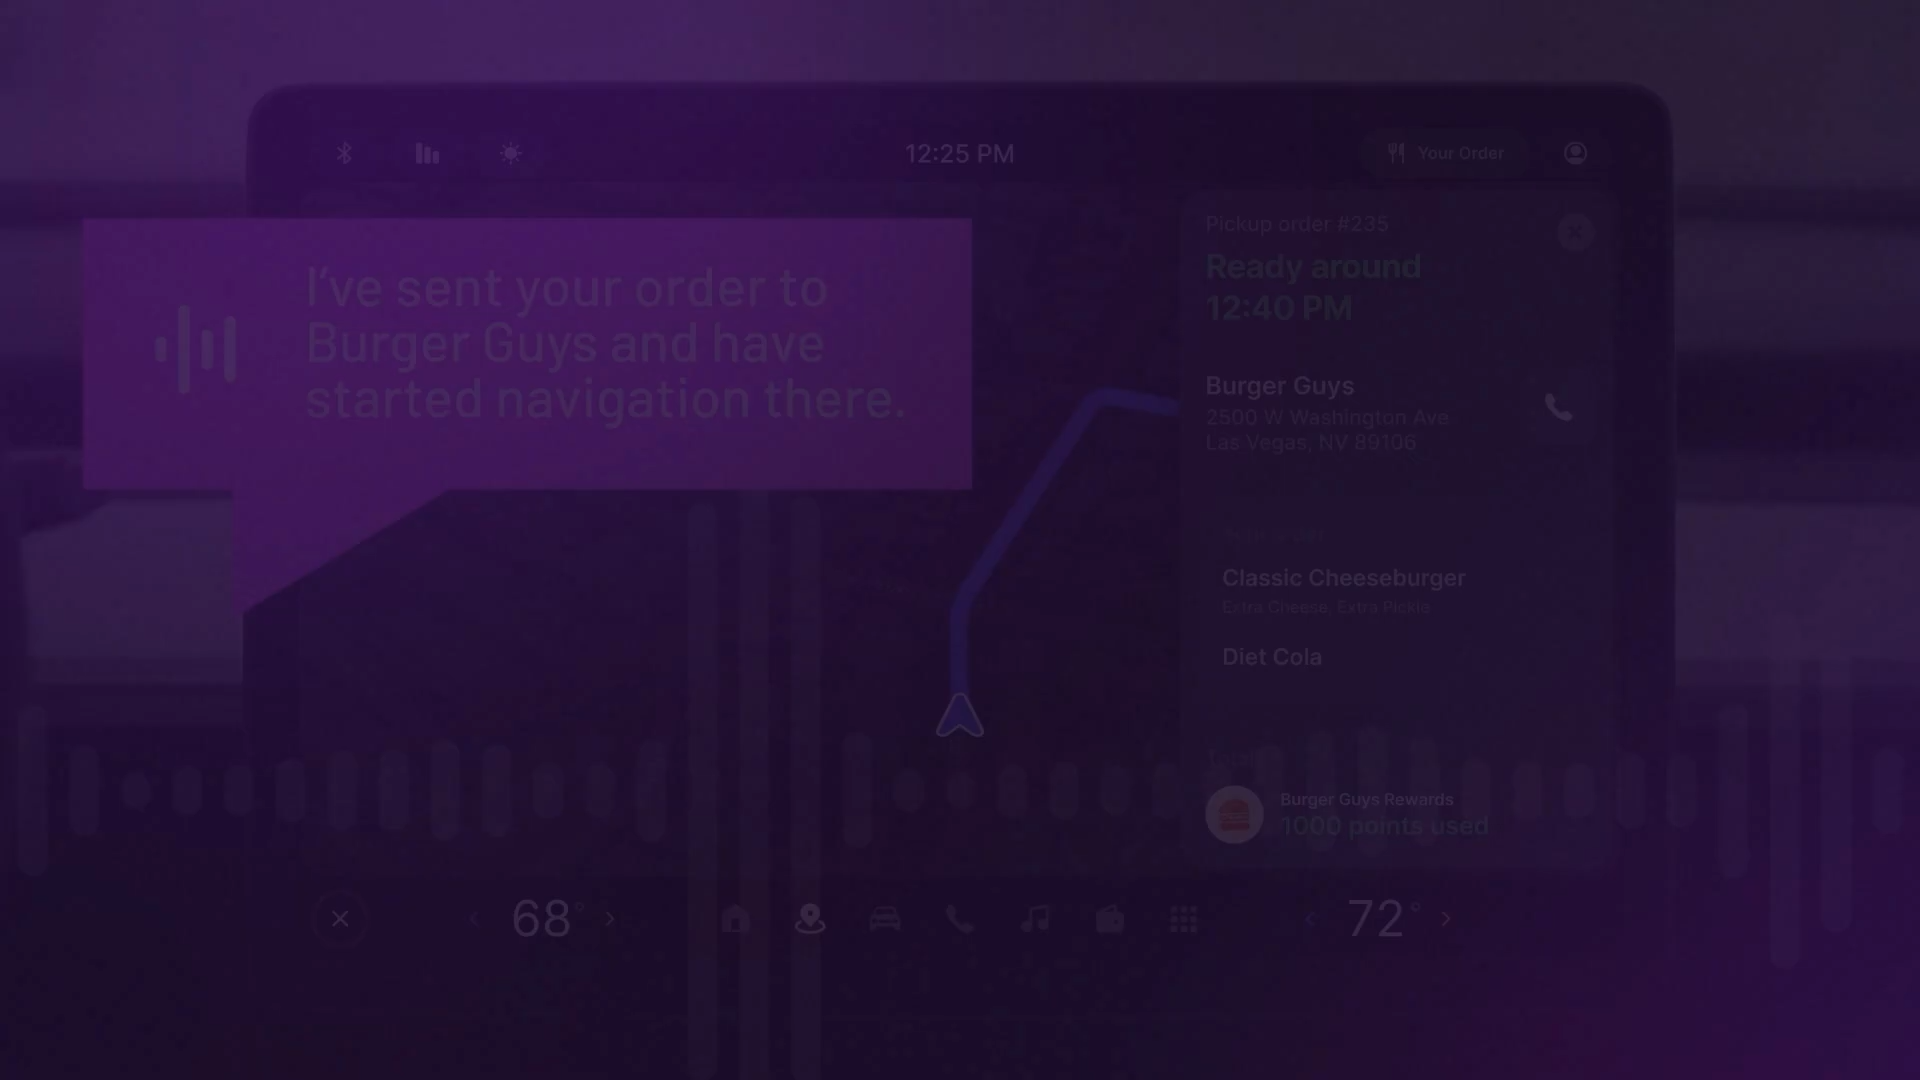 12:25 PM
Your Order
I’ve sent your order to
Burger Guys and have
started navigation there.
Pickup order #235
Ready around
12:40 PM
Burger Guys
2500 W Washington Ave
Las Vegas, NV 89106
Classic Cheeseburger
Extra Cheese, Extra Pickle
Diet Cola
Total
Burger Guys Rewards
1000 points used
68°
72°